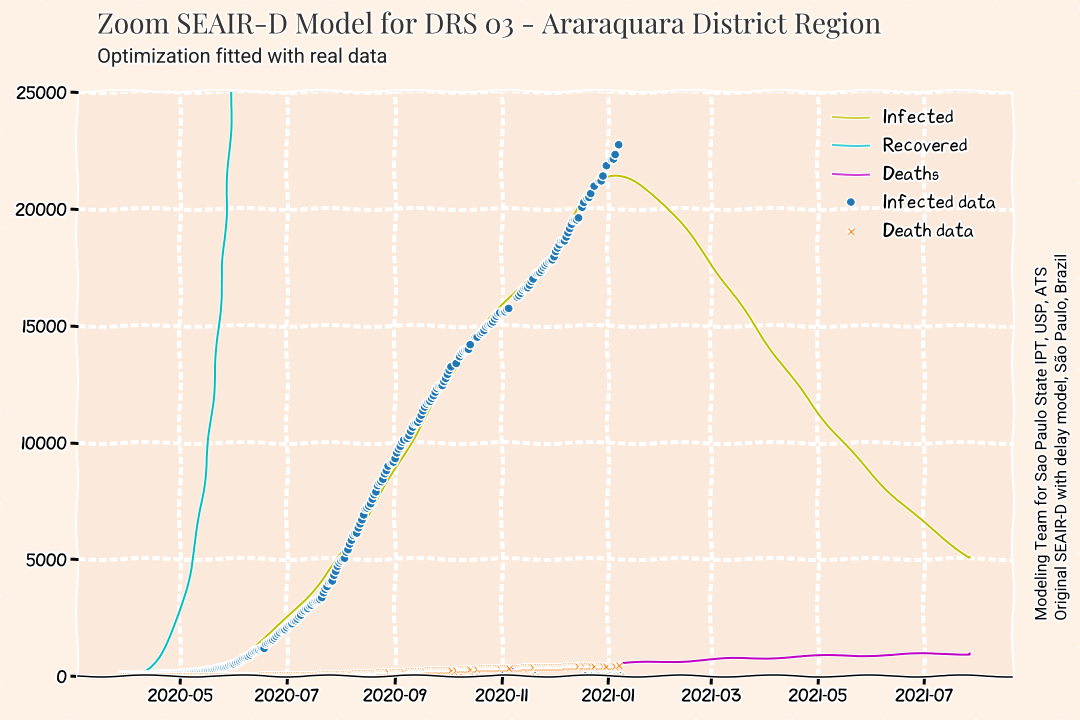 Zoom SEAIR-D Model for DRS 03 - Araraquara District Region
Optimization fitted with real data
25000
20000
15000
10000
5000
0
2020-05
2020-07
2020-09
2020-11
2021-01
2021-03
2021-05
2021-07
Infected
Recovered
Deaths
Infected data
Death data
Modeling Team for Sao Paulo State IPT, USP, ATS
Original SEAIR-D with delay model, São Paulo, Brazil